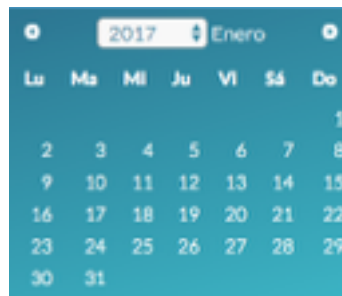 2017 Enero
Lu Ma Mi Ju Vi Sá Do
1
2 3 4 5 6 7 8
9 10 11 12 13 14 15
16 17 18 19 20 21 22
23 24 25 26 27 28 29
30 31